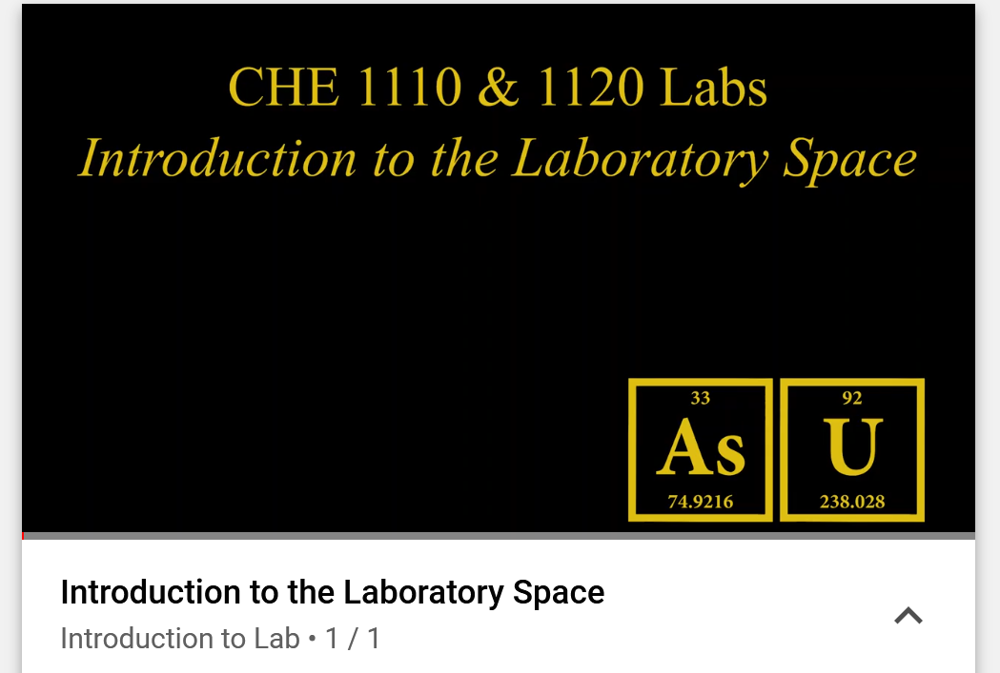 CHE 1110 & 1120 Labs
Introduction to the Laboratory Space
33
As
74.9216
92
U
238.028
Introduction to the Laboratory Space
Introduction to Lab • 1 / 1